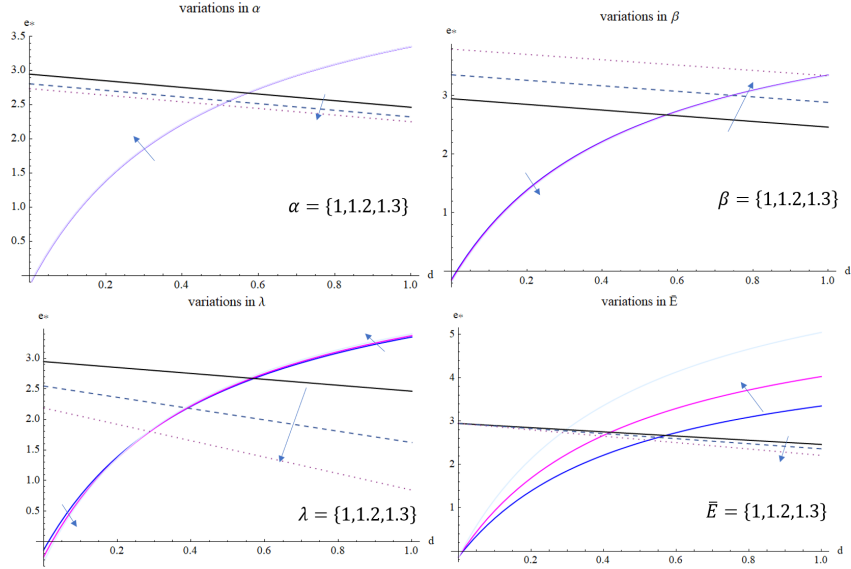 variations in α
e*
3.5
3.0
2.5
2.0
1.5
1.0
0.5
0.2 0.4 0.6 0.8 1.0
d
α = {1,1.2,1.3}
variations in β
e*
3
2
1
0.2 0.4 0.6 0.8 1.0
d
β = {1,1.2,1.3}
variations in λ
e*
3.0
2.5
2.0
1.5
1.0
0.5
0.2 0.4 0.6 0.8 1.0
d
λ = {1,1.2,1.3}
variations in Ē
e*
5
4
3
2
1
0.2 0.4 0.6 0.8 1.0
d
Ē = {1,1.2,1.3}